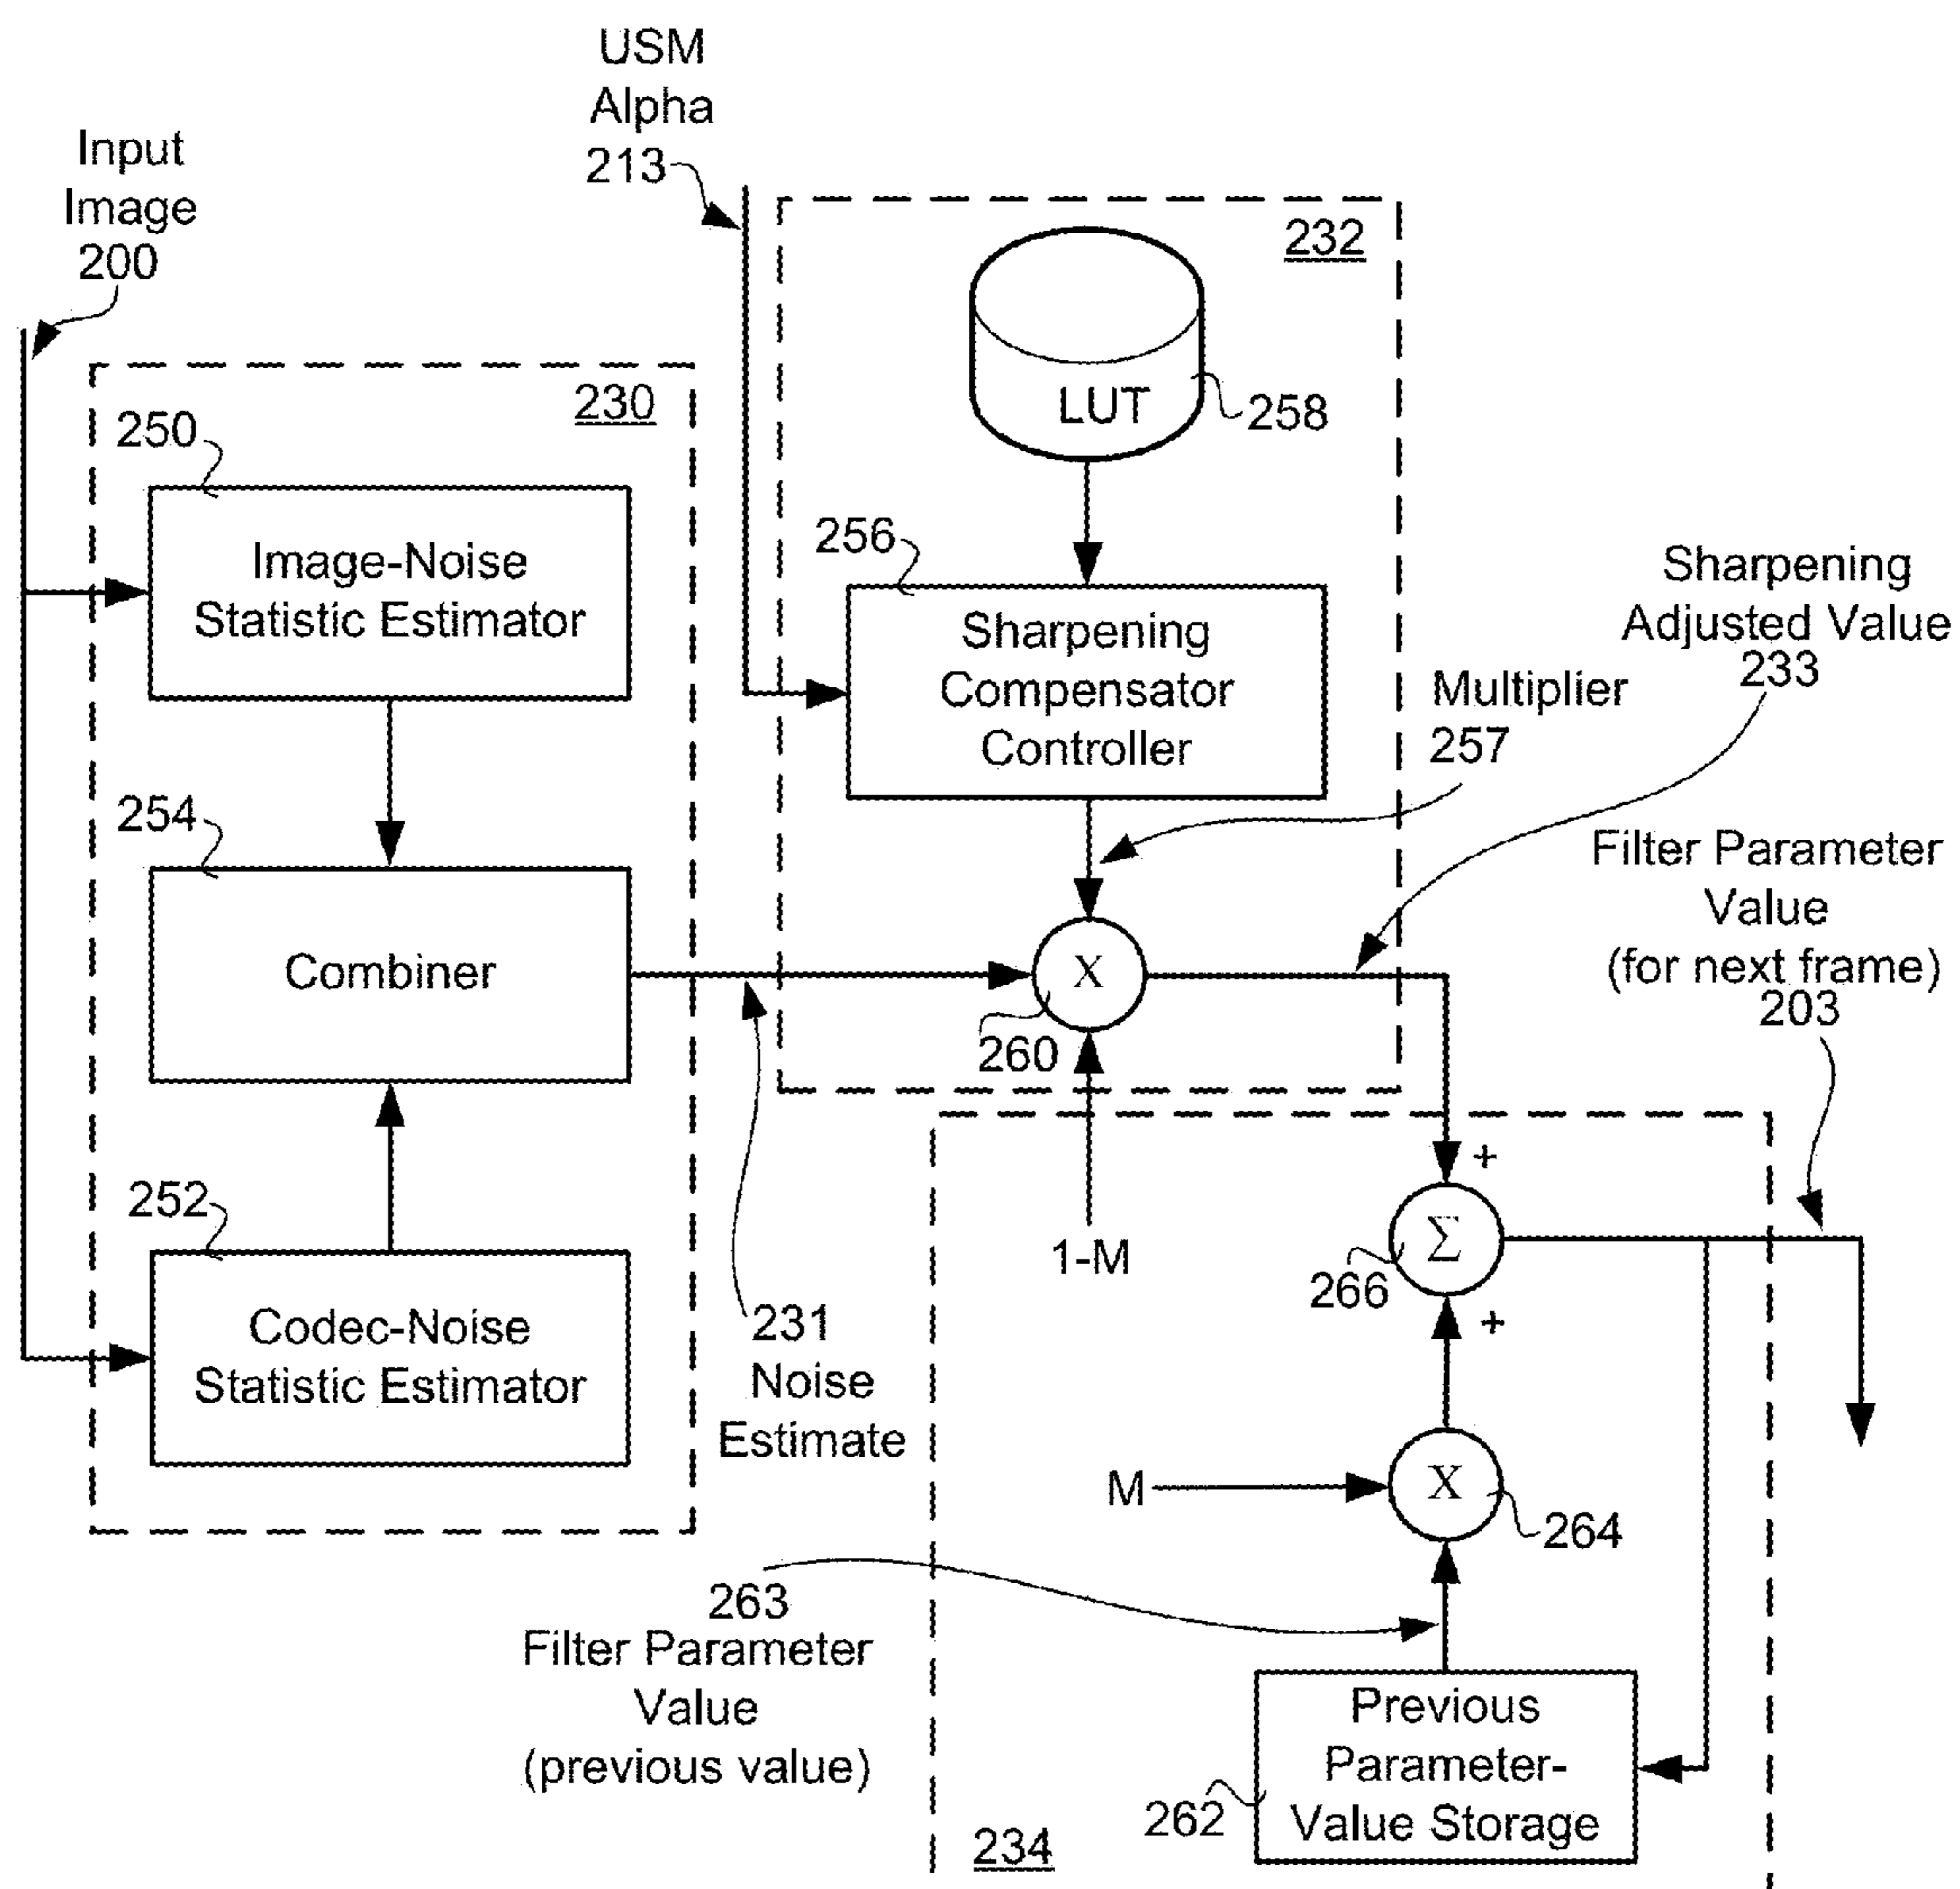 USM
Alpha
213
Input
Image
200
232
LUT
258
230
250
Image-Noise
Statistic Estimator
256
Sharpening
Compensator
Controller
Sharpening
Adjusted Value
233
Multiplier
257
254
Combiner
Filter Parameter
Value
(for next frame)
203
X
260
1-M
+
Σ
266
+
252
Codec-Noise
Statistic Estimator
231
Noise
Estimate
M
X
264
263
Filter Parameter
Value
(previous value)
Previous
Parameter-
Value Storage
262
234